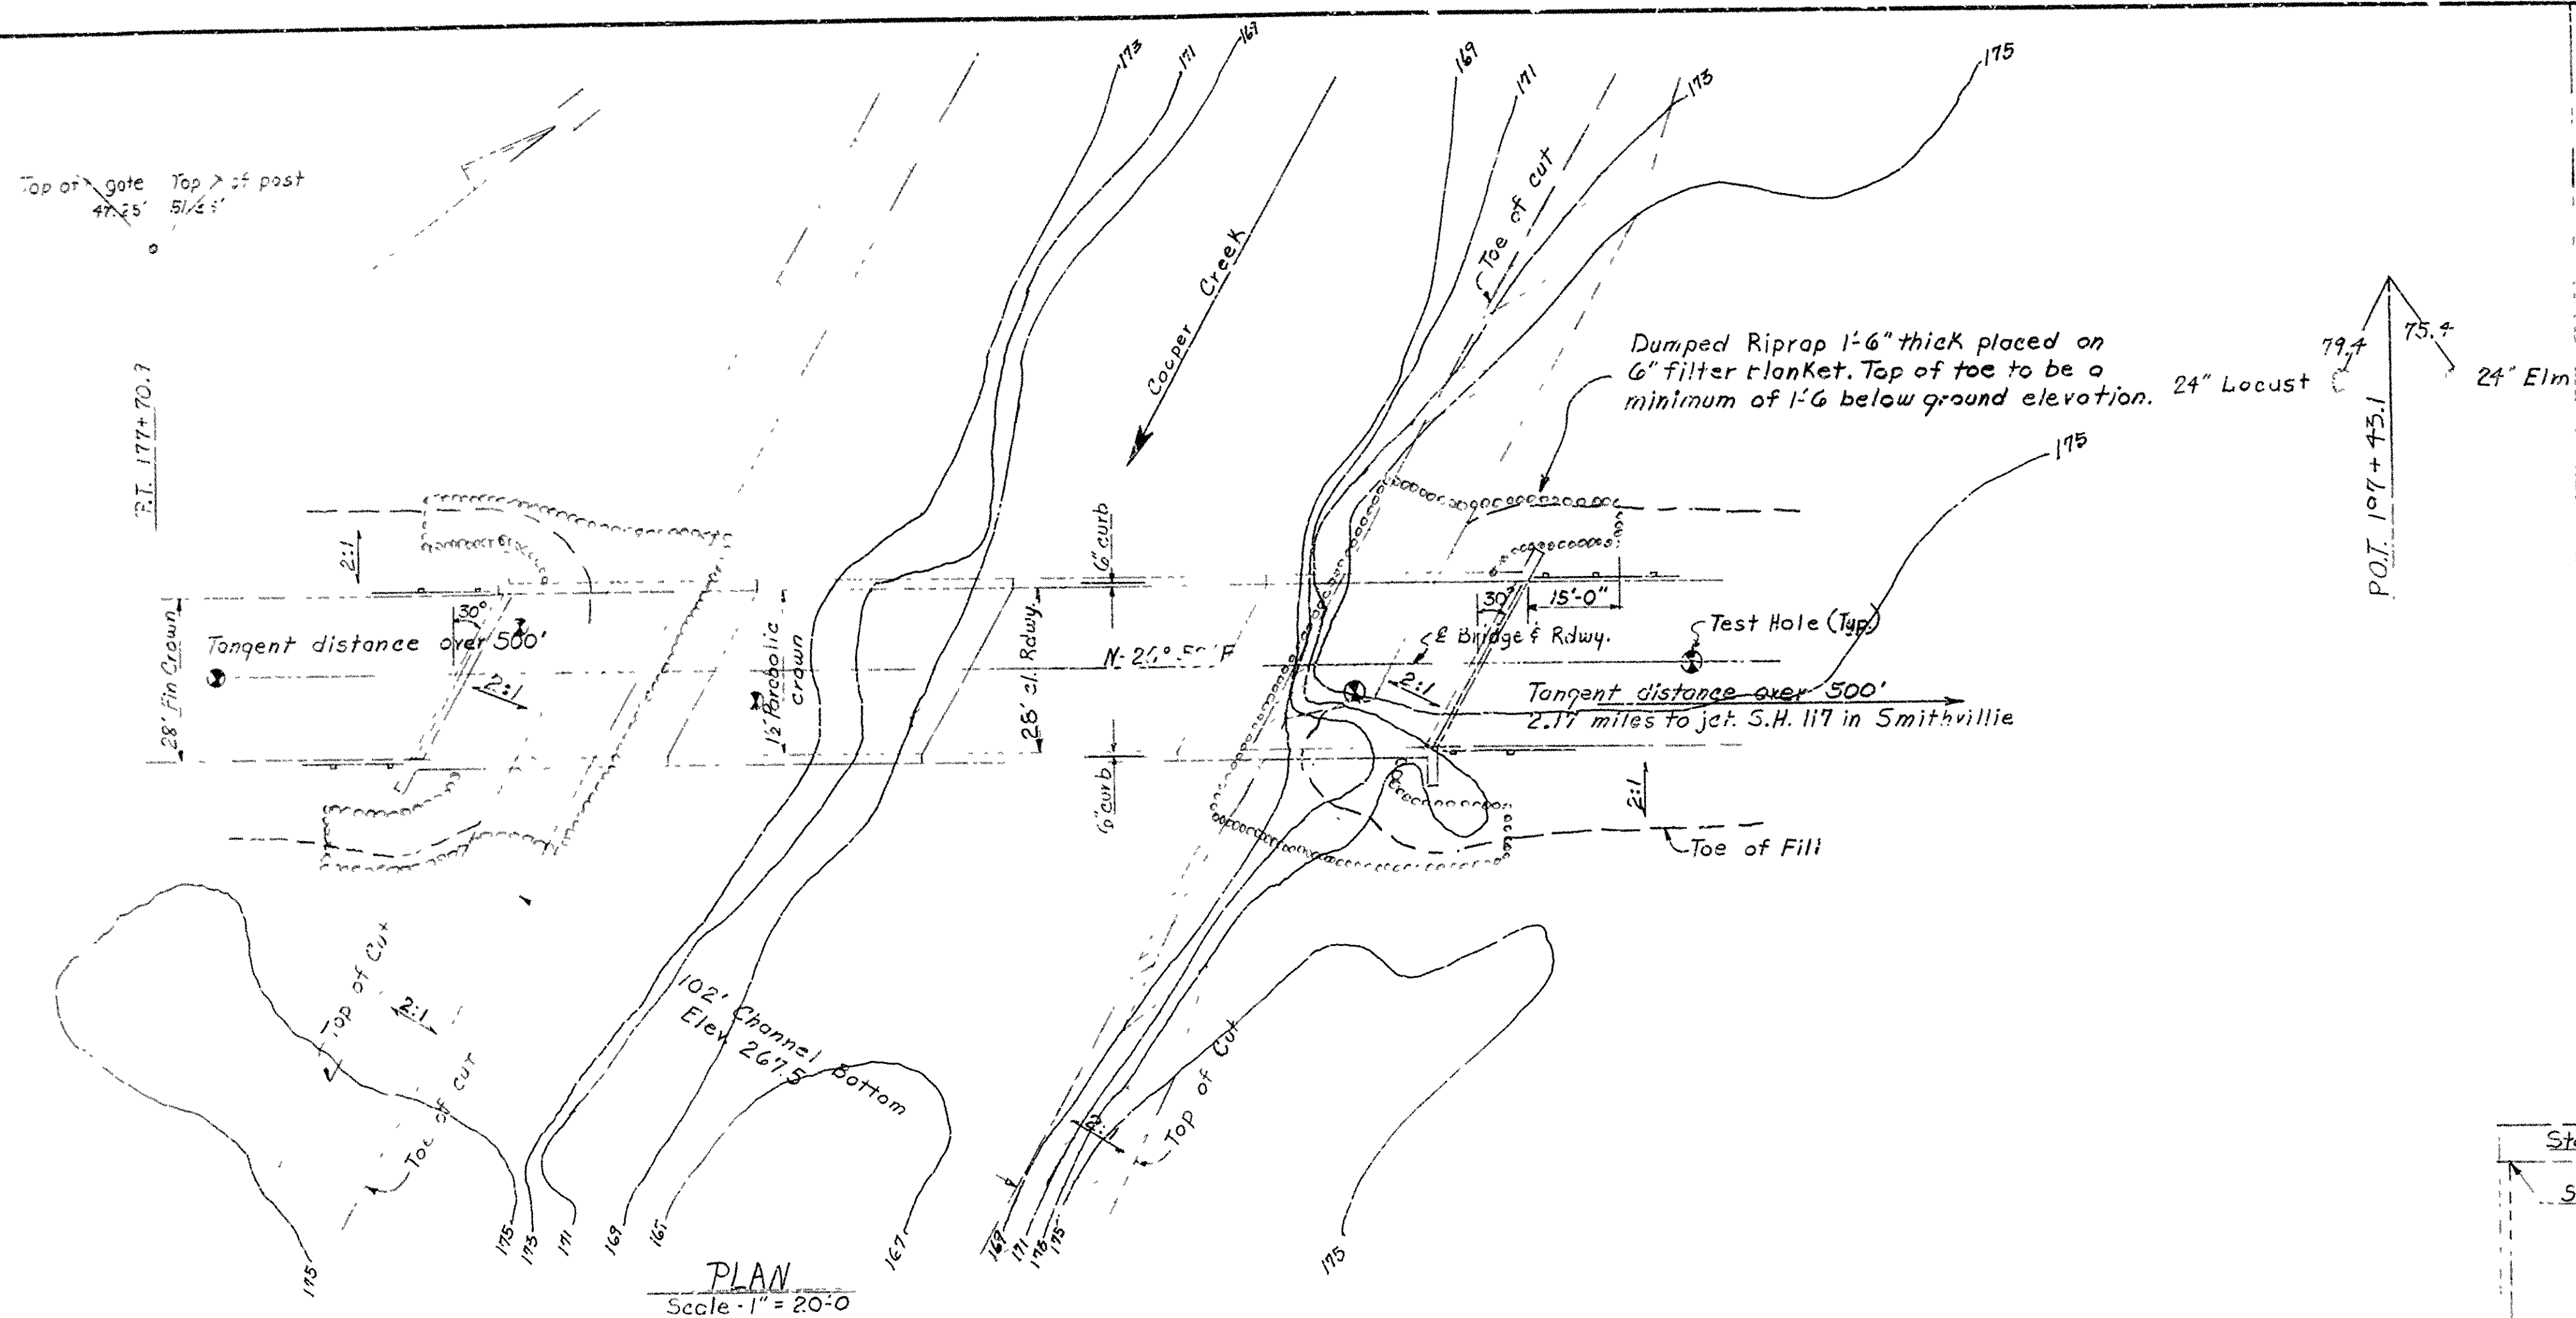 173
171
167
169
171
173
175
gate
Top
of post
47.25'
Toe of cut
Cooper Creek
Dumped Riprap 1'-6" thick placed on
6" filter blanket. Top of toe to be a
minimum of 1'-6 below ground elevation.
24" Locust
79.4
75.4
24" Elm
P.T. 177+70.7
P.O.T. 197+43.1
175
2:1
6" curb
30°
30°
15'-0"
28' Fin Crown
Tangent distance over 500'
1½" Parabolic
crown
28' cl. Rdwy.
℄ Bridge & Rdwy.
Test Hole (Typ.)
2:1
2:1
Tangent distance over 500'
2.17 miles to jct. S.H. 117 in Smithvillie
6" curb
2:1
Toe of Fill
Top of Cut
2:1
Toe of cut
102' Channel Bottom
Elev. 267.5
2:1
Top of Cut
175
175
173
171
169
167
169
171
175
175
PLAN
Scale - 1" = 20'-0